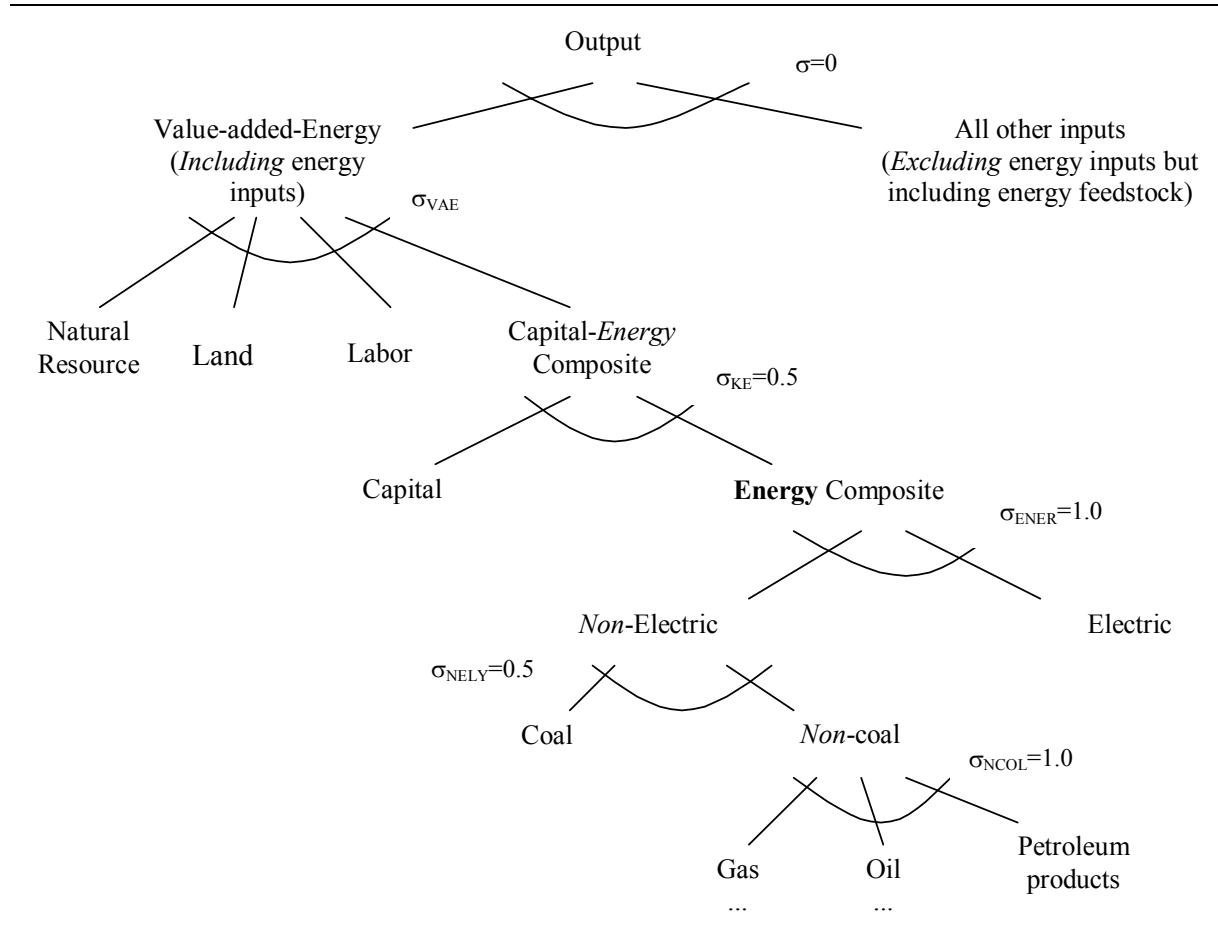 Output
σ=0
Value-added-Energy
(Including energy
inputs)
All other inputs
(Excluding energy inputs but
including energy feedstock)
σVAE
Natural
Resource
Land
Labor
Capital-Energy
Composite
σKE=0.5
Capital
Energy Composite
σENER=1.0
Non-Electric
Electric
σNELY=0.5
Coal
Non-coal
σNCOL=1.0
Gas
Oil
Petroleum
products
...
...